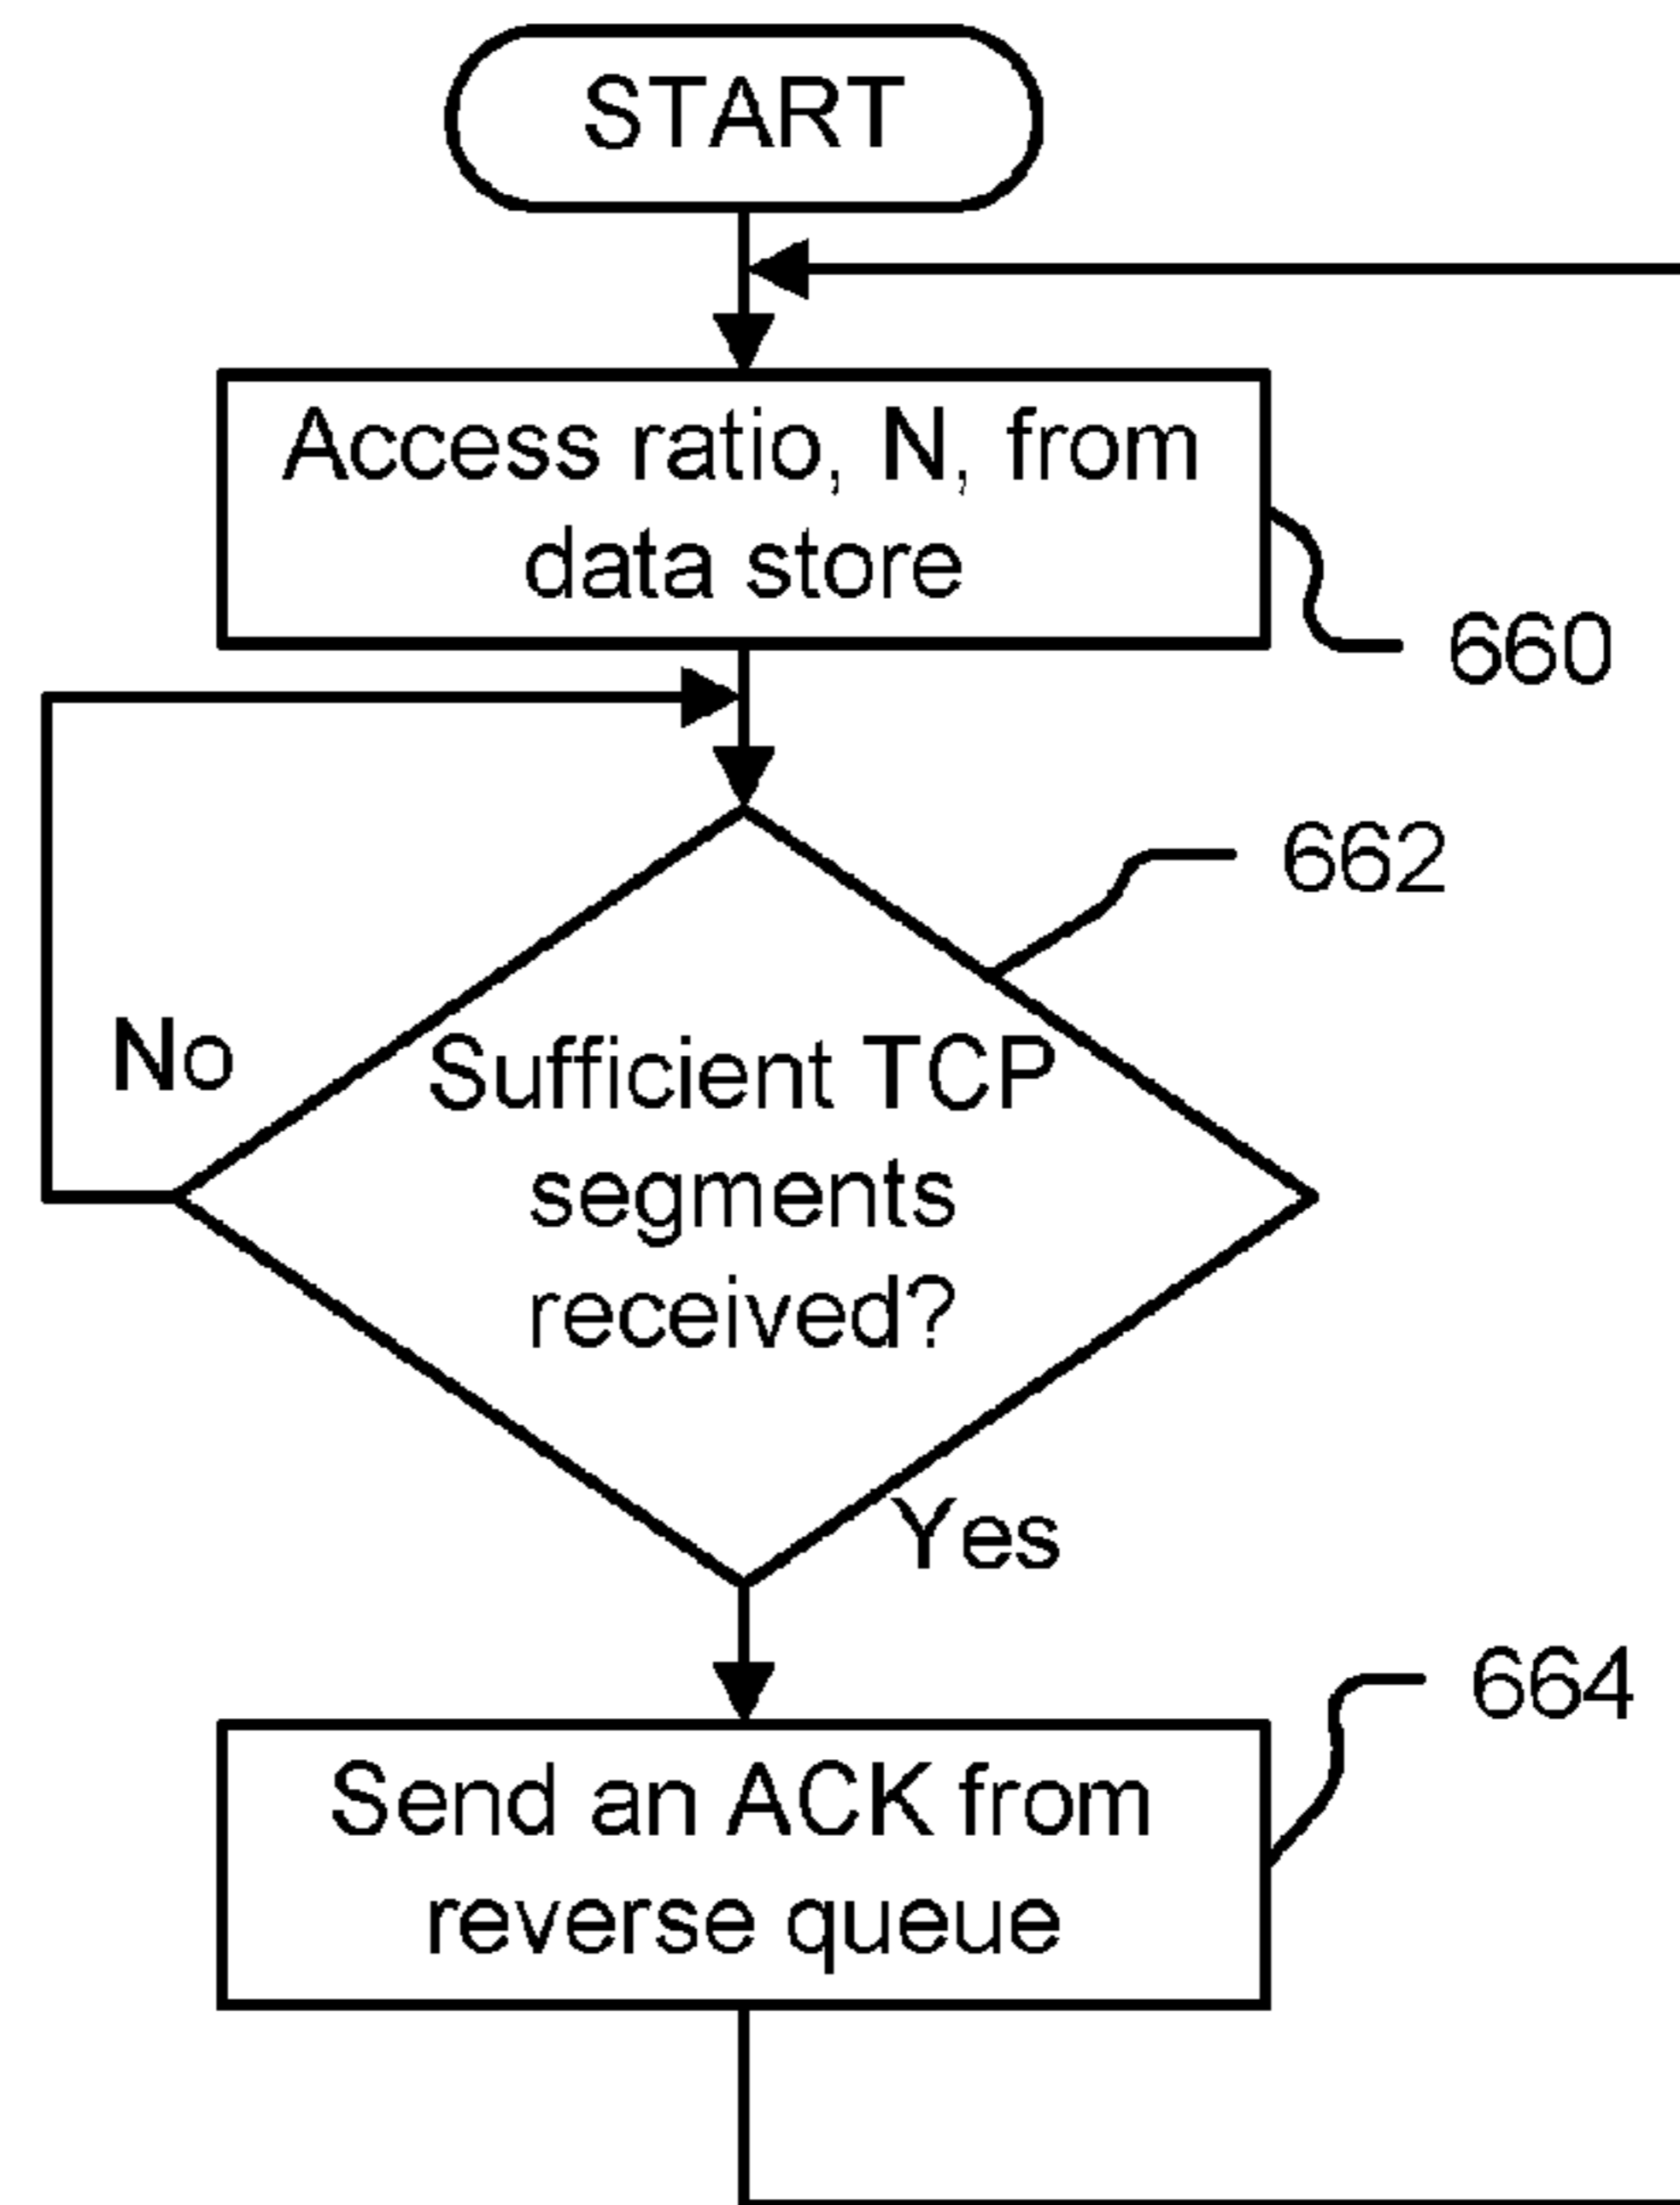 START
Access ratio, N, from
data store
660
662
No
Sufficient TCP
segments
received?
Yes
664
Send an ACK from
reverse queue